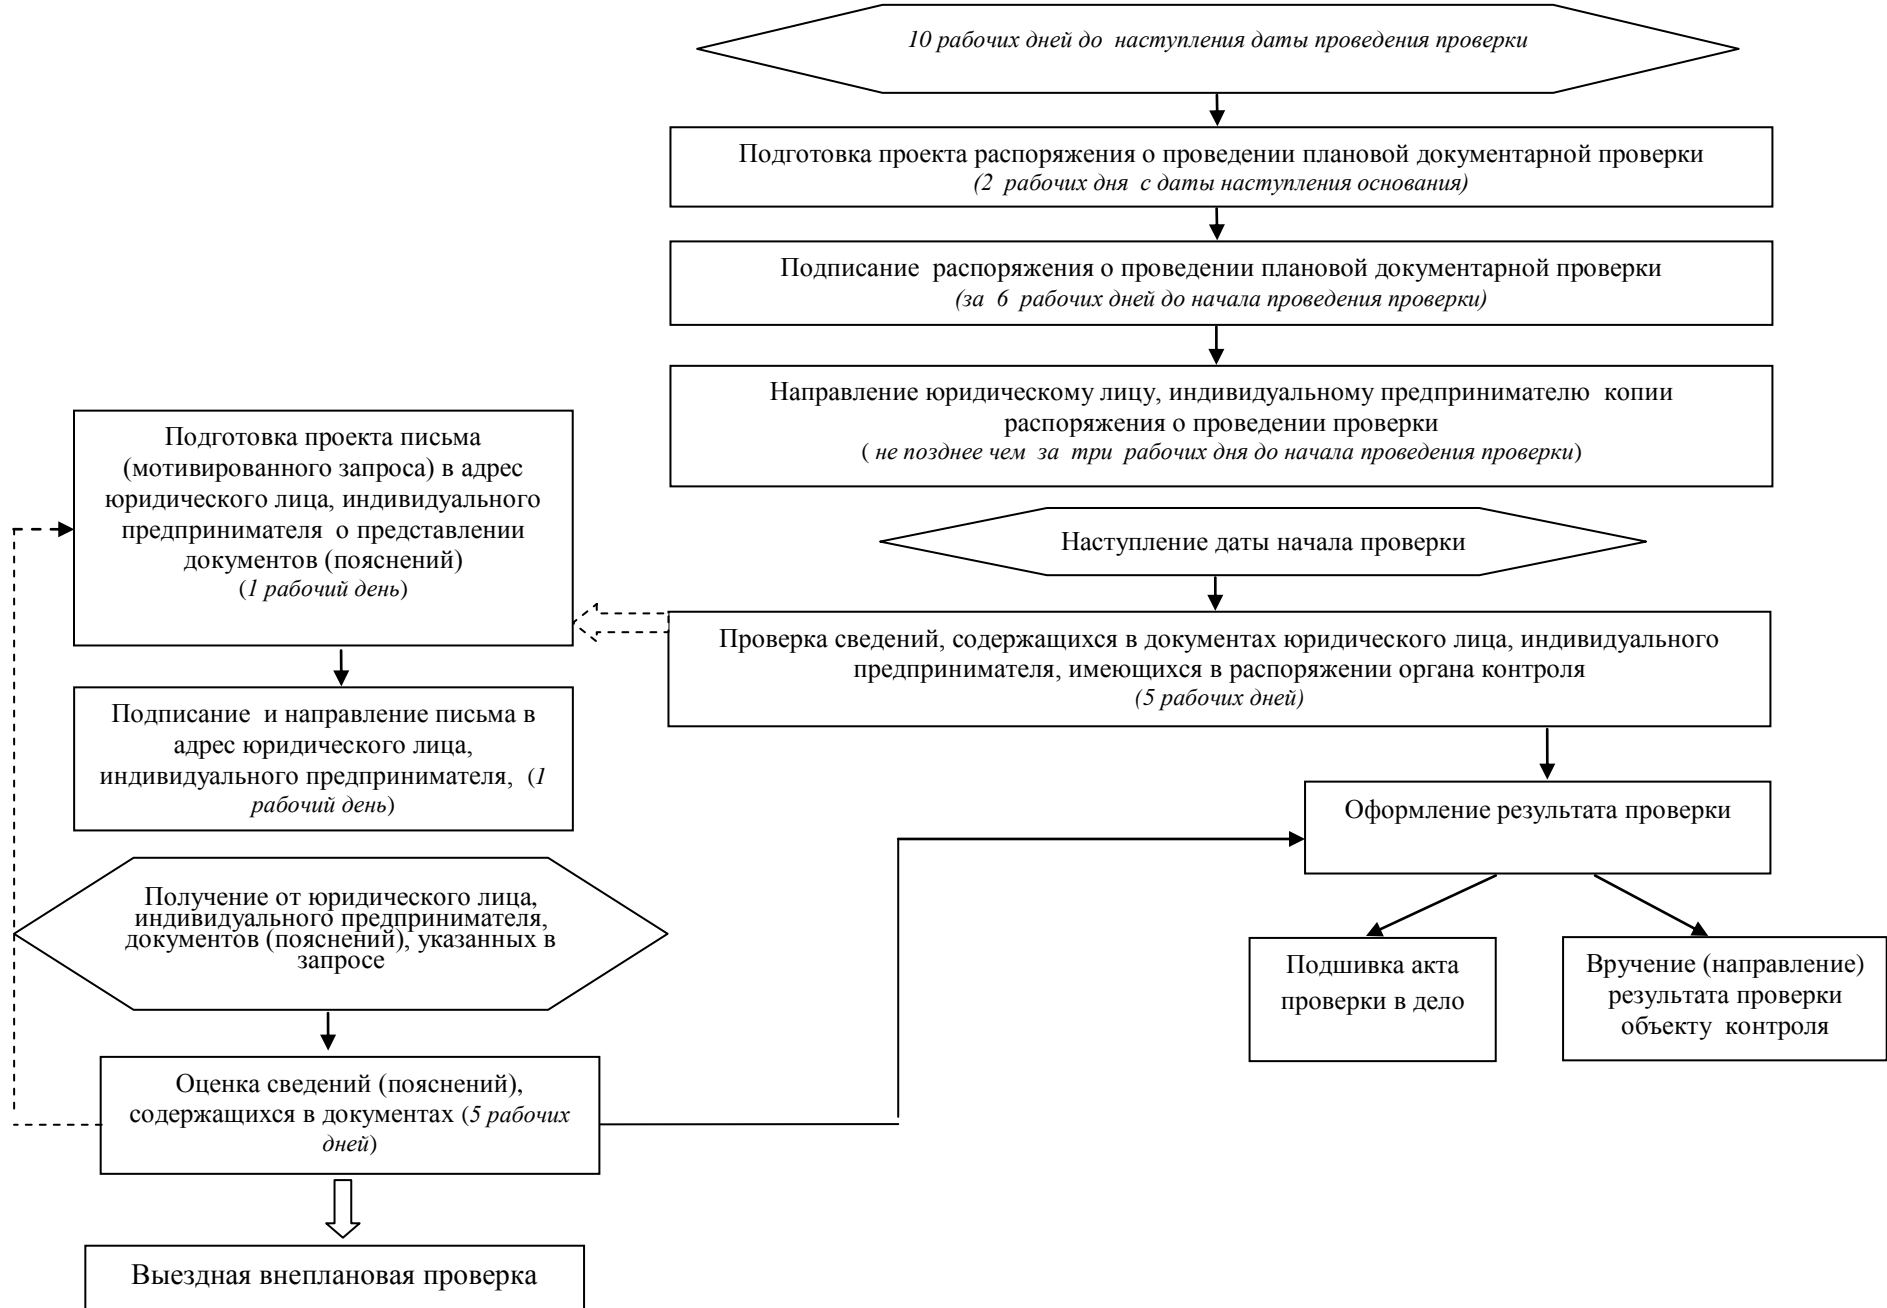 10 рабочих дней до наступления даты проведения проверки
Подготовка проекта распоряжения о проведении плановой документарной проверки
(2 рабочих дня с даты наступления основания)
Подписание распоряжения о проведении плановой документарной проверки
(за 6 рабочих дней до начала проведения проверки)
Направление юридическому лицу, индивидуальному предпринимателю копии
распоряжения о проведении проверки
( не позднее чем за три рабочих дня до начала проведения проверки)
Наступление даты начала проверки
Проверка сведений, содержащихся в документах юридического лица, индивидуального
предпринимателя, имеющихся в распоряжении органа контроля
(5 рабочих дней)
Подготовка проекта письма
(мотивированного запроса) в адрес
юридического лица, индивидуального
предпринимателя о представлении
документов (пояснений)
(1 рабочий день)
Подписание и направление письма в
адрес юридического лица,
индивидуального предпринимателя, (1
рабочий день)
Получение от юридического лица,
индивидуального предпринимателя,
документов (пояснений), указанных в
запросе
Оценка сведений (пояснений),
содержащихся в документах (5 рабочих
дней)
Выездная внеплановая проверка
Оформление результата проверки
Подшивка акта
проверки в дело
Вручение (направление)
результата проверки
объекту контроля